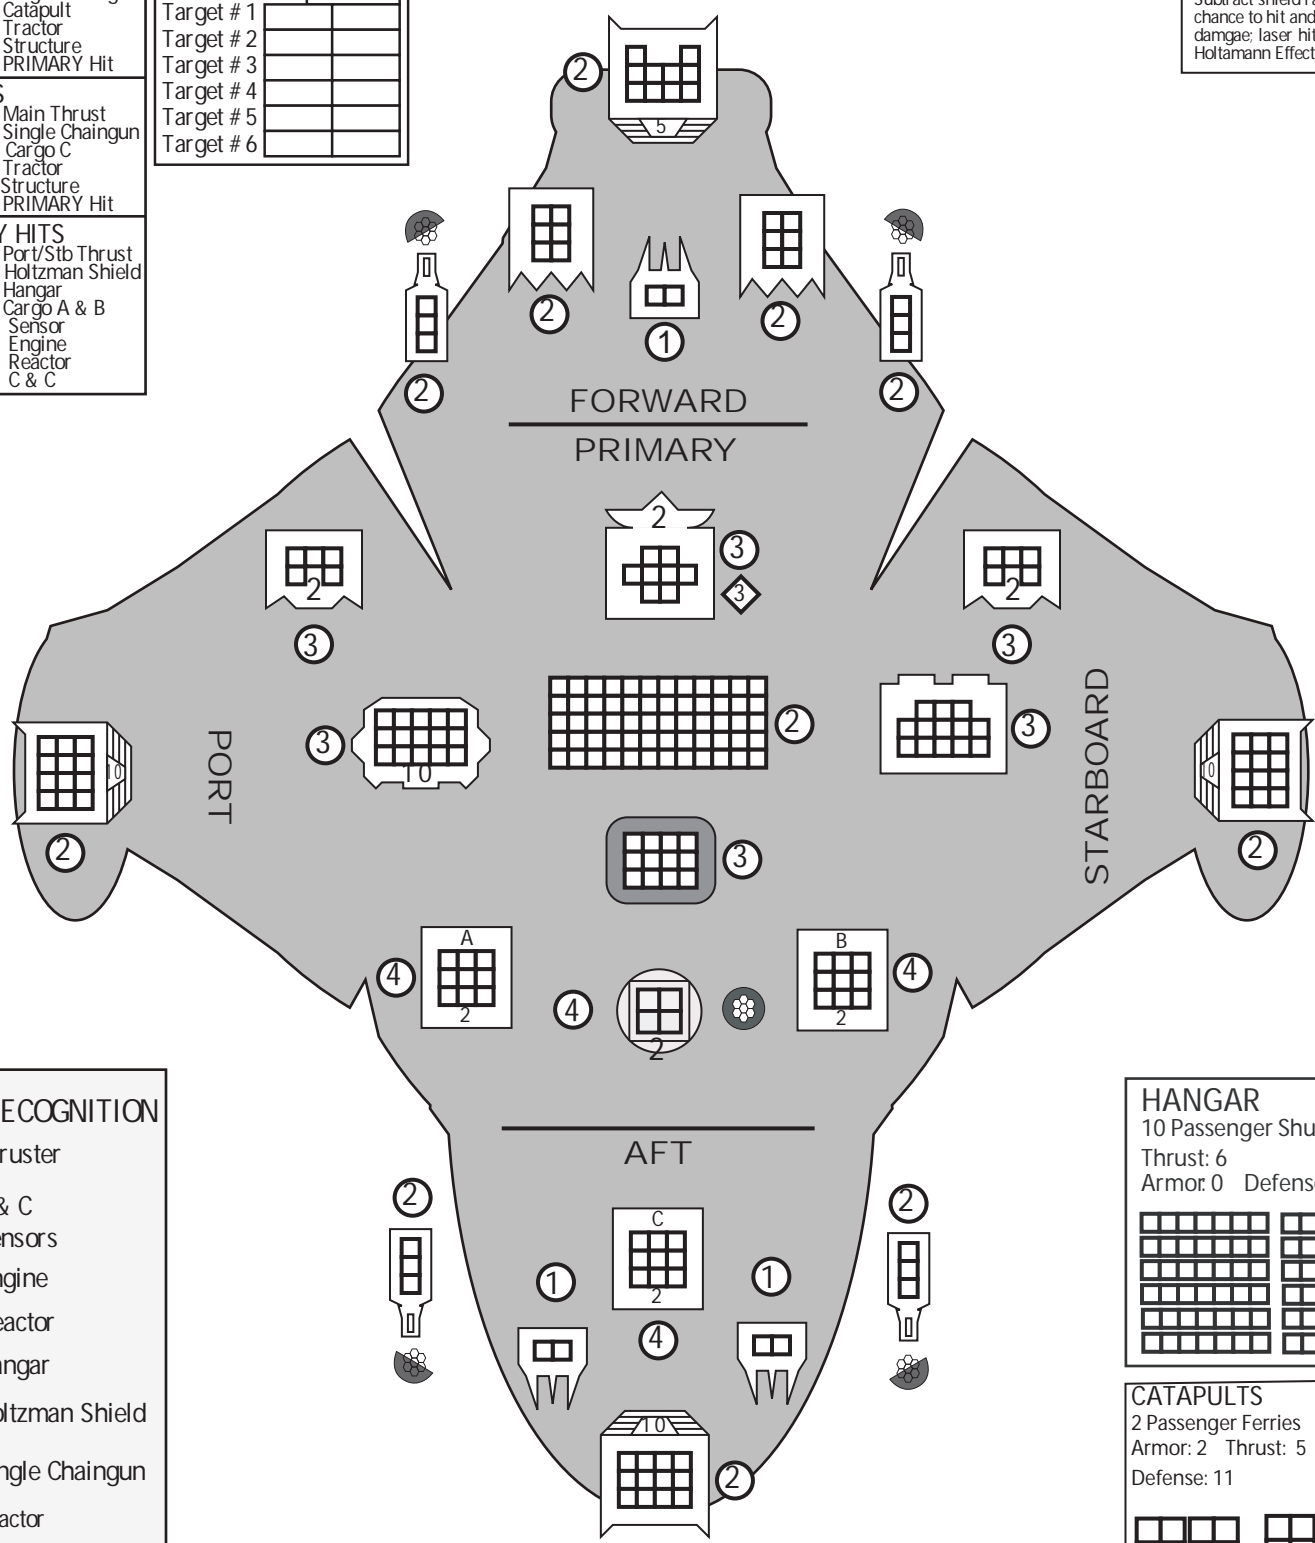 Catapult
Tractor
Structure
PRIMARY Hit
Main Thrust
Single Chaingun
Cargo C
Tractor
Structure
PRIMARY Hit
HITS
Port/Stb Thrust
Holtzman Shield
Hangar
Cargo A & B
Sensor
Engine
Reactor
C & C
Target # 1
Target # 2
Target # 3
Target # 4
Target # 5
Target # 6
chance to hit and
damgae; laser hit
Holtamann Effect
2
5
2
2
1
2
2
FORWARD
PRIMARY
2
3
3
2
3
2
3
PORT
3
10
2
3
STARBOARD
10
2
0
2
3
A
2
4
4
2
B
2
4
AFT
2
2
C
2
1
1
4
10
2
ECOGNITION
ruster
& C
ensors
ngine
eactor
angar
oltzman Shield
ngle Chaingun
actor
HANGAR
10 Passenger Shu
Thrust: 6
Armor: 0 Defens
CATAPULTS
2 Passenger Ferries
Armor: 2 Thrust: 5
Defense: 11